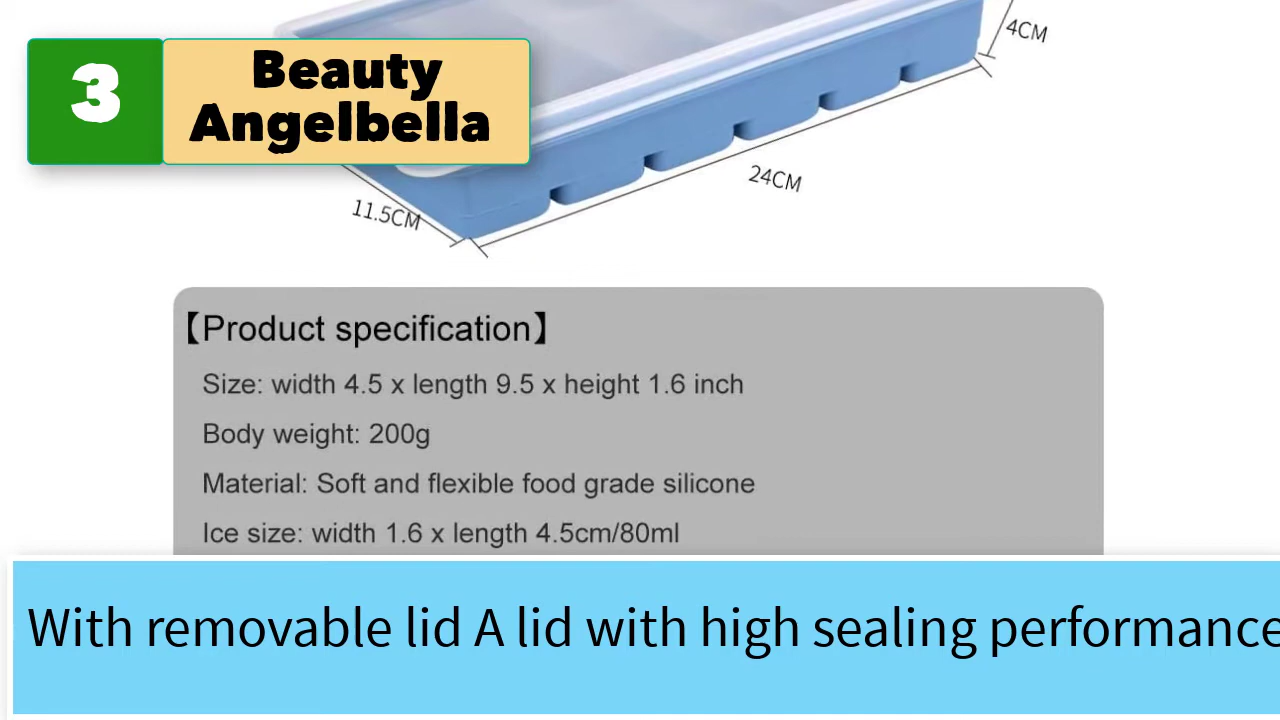 3
Beauty
Angelbella
4CM
24CM
11.5CM
【Product specification】
Size: width 4.5 x length 9.5 x height 1.6 inch
Body weight: 200g
Material: Soft and flexible food grade silicone
Ice size: width 1.6 x length 4.5cm/80ml
With removable lid A lid with high sealing performance